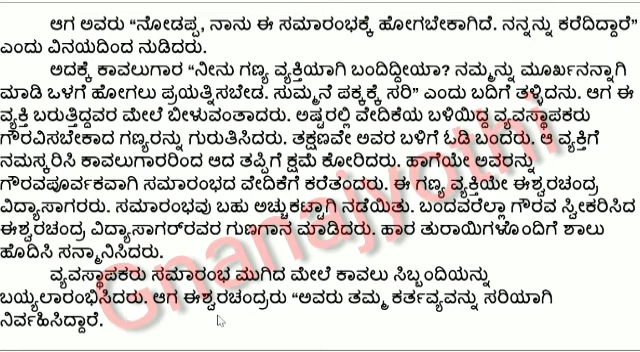 ಆಗ ಅವರು “ನೋಡಪ್ಪ, ನಾನು ಈ ಸಮಾರಂಭಕ್ಕೆ ಹೋಗಬೇಕಾಗಿದೆ. ನನ್ನನ್ನು ಕರೆದಿದ್ದಾರೆ”
ಎಂದು ವಿನಯದಿಂದ ನುಡಿದರು.
ಅದಕ್ಕೆ ಕಾವಲುಗಾರ “ನೀನು ಗಣ್ಯ ವ್ಯಕ್ತಿಯಾಗಿ ಬಂದಿದ್ದೀಯಾ? ನಮ್ಮನ್ನು ಮೂರ್ಖನನ್ನಾಗಿ
ಮಾಡಿ ಒಳಗೆ ಹೋಗಲು ಪ್ರಯತ್ನಿಸಬೇಡ. ಸುಮ್ಮನೆ ಪಕ್ಕಕ್ಕೆ ಸರಿ” ಎಂದು ಬದಿಗೆ ತಳ್ಳಿದನು. ಆಗ ಈ
ವ್ಯಕ್ತಿ ಬರುತ್ತಿದ್ದವರ ಮೇಲೆ ಬೀಳುವಂತಾದರು. ಅಷ್ಟರಲ್ಲಿ ವೇದಿಕೆಯ ಬಳಿಯಿದ್ದ ವ್ಯವಸ್ಥಾಪಕರು
ಗೌರವಿಸಬೇಕಾದ ಗಣ್ಯರನ್ನು ಗುರುತಿಸಿದರು. ತಕ್ಷಣವೇ ಅವರ ಬಳಿಗೆ ಓಡಿ ಬಂದರು. ಆ ವ್ಯಕ್ತಿಗೆ
ನಮಸ್ಕರಿಸಿ ಕಾವಲುಗಾರರಿಂದ ಆದ ತಪ್ಪಿಗೆ ಕ್ಷಮೆ ಕೋರಿದರು. ಹಾಗೆಯೇ ಅವರನ್ನು
ಗೌರವಪೂರ್ವಕವಾಗಿ ಸಮಾರಂಭದ ವೇದಿಕೆಗೆ ಕರೆತಂದರು. ಈ ಗಣ್ಯ ವ್ಯಕ್ತಿಯೇ ಈಶ್ವರಚಂದ್ರ
ವಿದ್ಯಾಸಾಗರರು. ಸಮಾರಂಭವು ಬಹು ಅಚ್ಚುಕಟ್ಟಾಗಿ ನಡೆಯಿತು. ಬಂದವರೆಲ್ಲಾ ಗೌರವ ಸ್ವೀಕರಿಸಿದ
ಈಶ್ವರಚಂದ್ರ ವಿದ್ಯಾಸಾಗರ್‌ರವರ ಗುಣಗಾನ ಮಾಡಿದರು. ಹಾರ ತುರಾಯಿಗಳೊಂದಿಗೆ ಶಾಲು
ಹೊದಿಸಿ ಸನ್ಮಾನಿಸಿದರು.
ವ್ಯವಸ್ಥಾಪಕರು ಸಮಾರಂಭ ಮುಗಿದ ಮೇಲೆ ಕಾವಲು ಸಿಬ್ಬಂದಿಯನ್ನು
ಬಯ್ಯಲಾರಂಭಿಸಿದರು. ಆಗ ಈಶ್ವರಚಂದ್ರರು “ಅವರು ತಮ್ಮ ಕರ್ತವ್ಯವನ್ನು ಸರಿಯಾಗಿ
ನಿರ್ವಹಿಸಿದ್ದಾರೆ.
Gnanajyothi